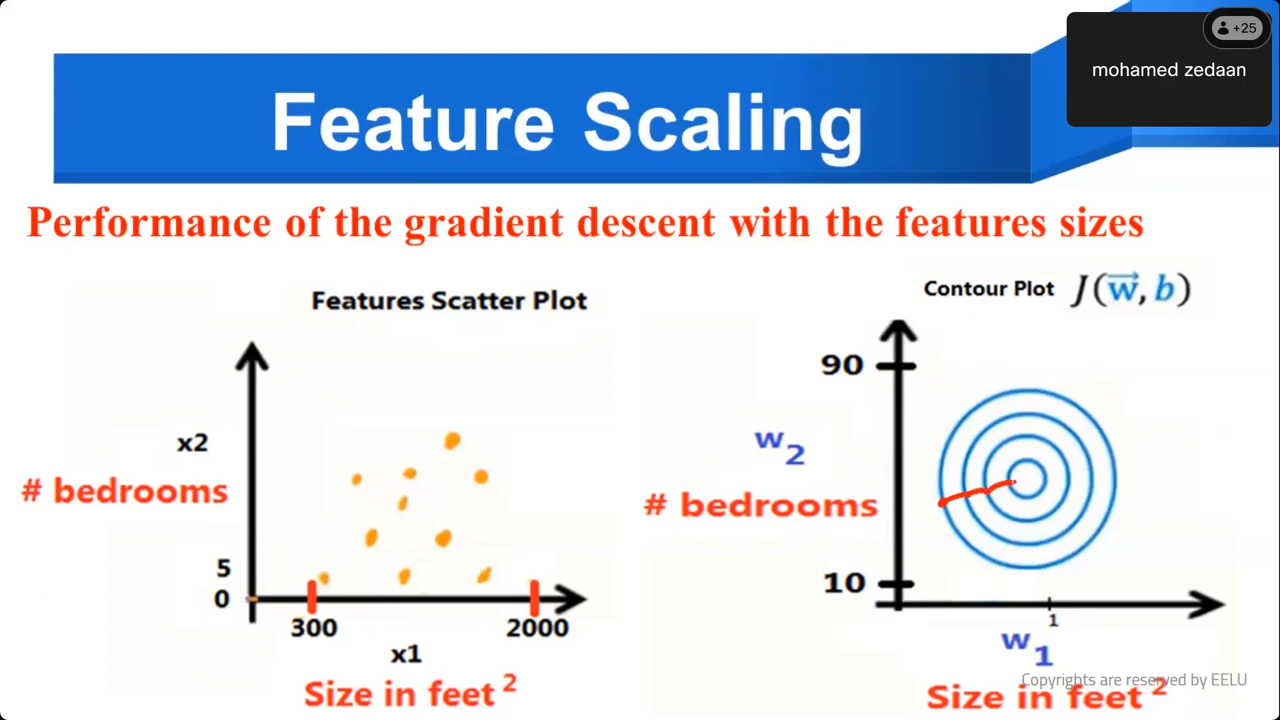 +25
mohamed zedaan
Feature Scaling
Performance of the gradient descent with the features sizes
Features Scatter Plot
x2
# bedrooms
5
0
300
2000
x1
Size in feet 2
Contour Plot J(w, b)
90
w2
# bedrooms
10
1
w1
Size in feet 2
Copyrights are reserved by EELU